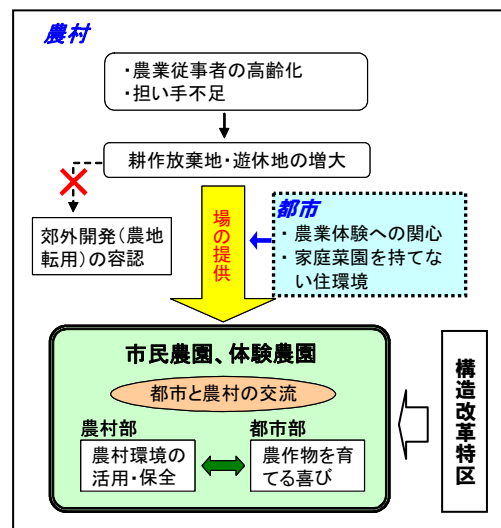 農村
・農業従事者の高齢化
・担い手不足
耕作放棄地・遊休地の増大
郊外開発(農地
転用)の容認
場の提供
都市
・農業体験への関心
・家庭菜園を持てな
い住環境
市民農園、体験農園
都市と農村の交流
農村部
農村環境の
活用・保全
都市部
農作物を育
てる喜び
構造改革特区